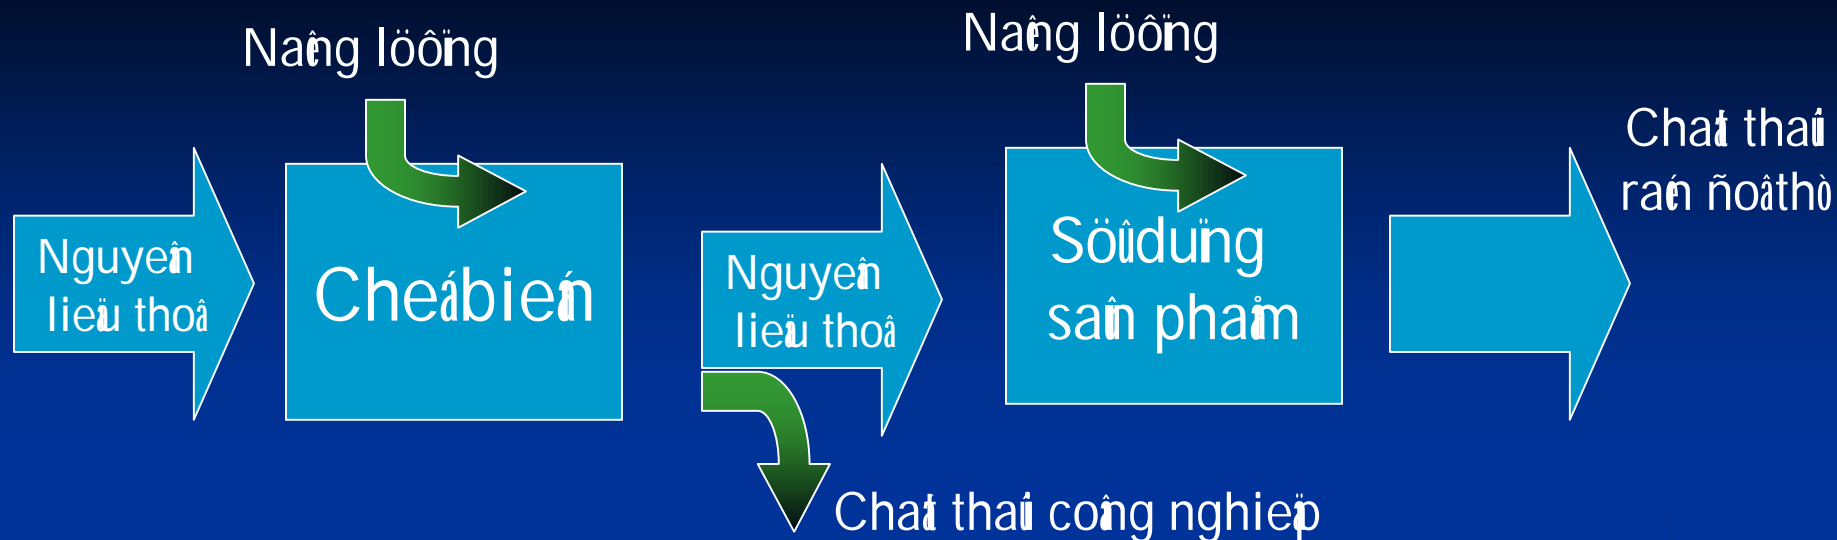 Naêng löôïng
Naêng löôïng
Chaát thaûi
raén ñoâ thò
Nguyeân
lieäu thoâ
Cheá bieán
Nguyeân
lieäu thoâ
Söû duïng
saûn phaåm
Chaát thaûi coâng nghieäp